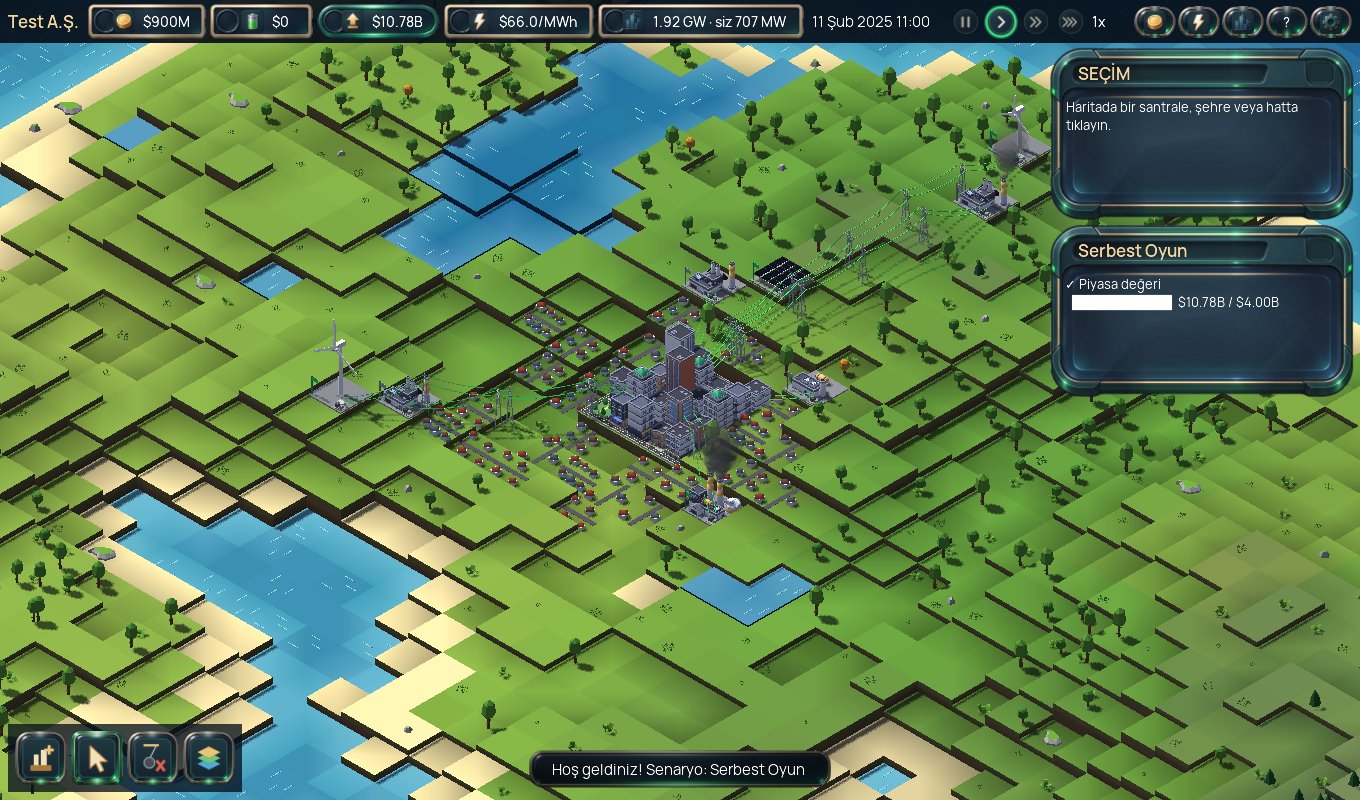 Test A.Ş.
$900M
$0
$10.78B
$66.0/MWh
1.92 GW · siz 707 MW
11 Şub 2025 11:00
1x
?
SEÇİM
Haritada bir santrale, şehre veya hatta
tıklayın.
Serbest Oyun
✓ Piyasa değeri
$10.78B / $4.00B
Hoş geldiniz! Senaryo: Serbest Oyun